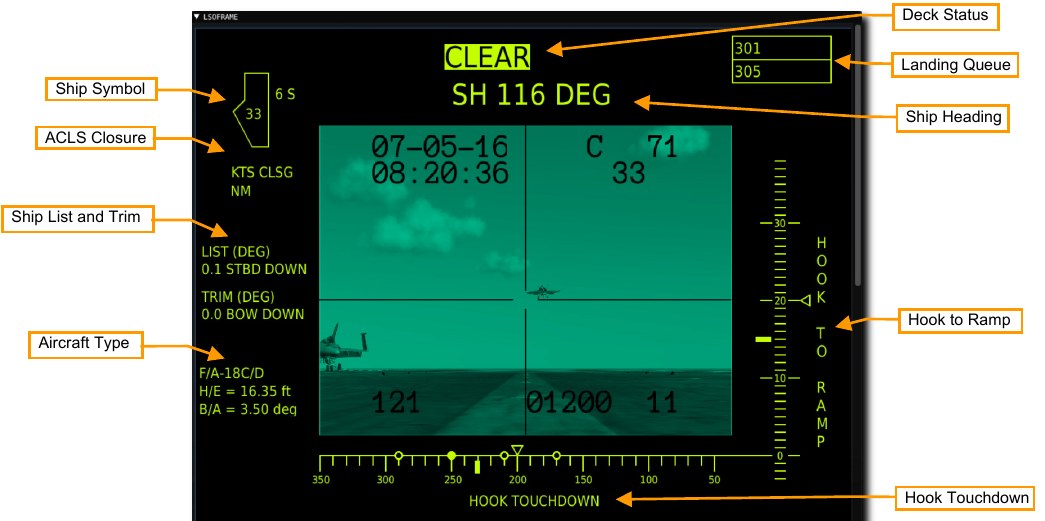 LSOFRAME
Deck Status
CLEAR
301
305
Landing Queue
Ship Symbol
33
6 S
SH 116 DEG
Ship Heading
ACLS Closure
KTS CLSG
NM
07-05-16
08:20:36
C 71
33
Ship List and Trim
LIST (DEG)
0.1 STBD DOWN
TRIM (DEG)
0.0 BOW DOWN
30
20
10
0
HOOK TO RAMP
Hook to Ramp
Aircraft Type
F/A-18C/D
H/E = 16.35 ft
B/A = 3.50 deg
121
01200 11
350 300 250 200 150 100 50
HOOK TOUCHDOWN
Hook Touchdown